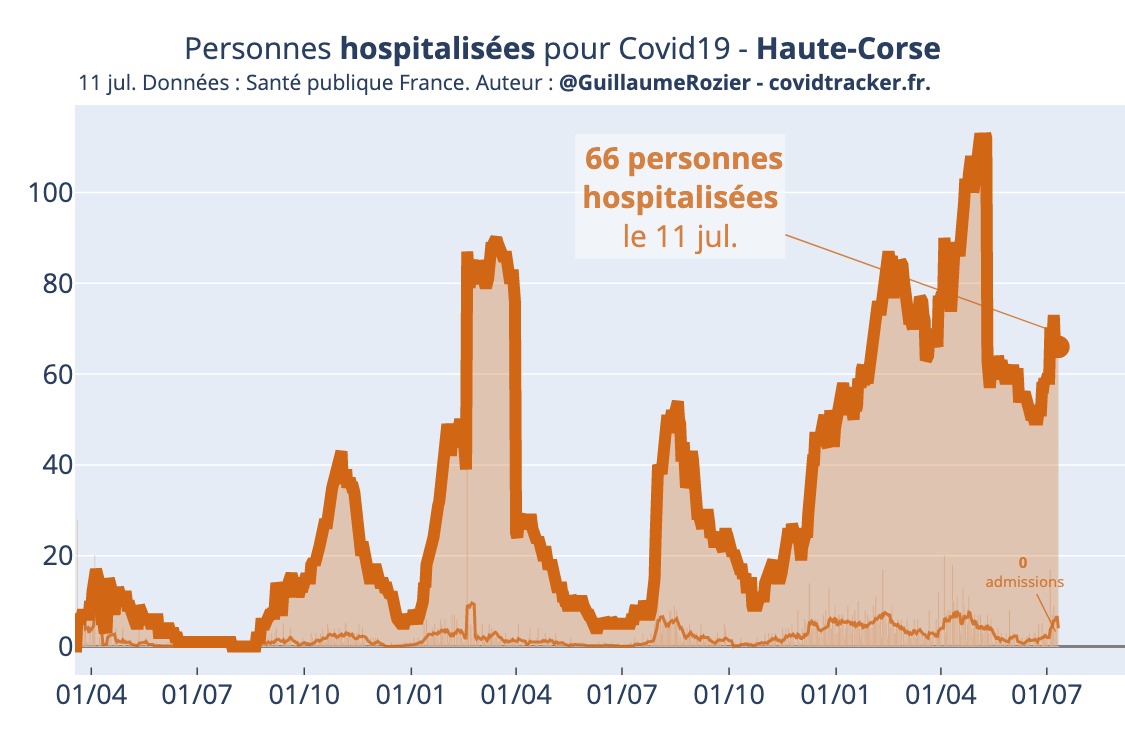 Personnes hospitalisées pour Covid19 - Haute-Corse
11 jul. Données : Santé publique France. Auteur : @GuillaumeRozier - covidtracker.fr.
66 personnes
hospitalisées
le 11 jul.
100
80
60
40
20
0
0
admissions
01/04 01/07 01/10 01/01 01/04 01/07 01/10 01/01 01/04 01/07